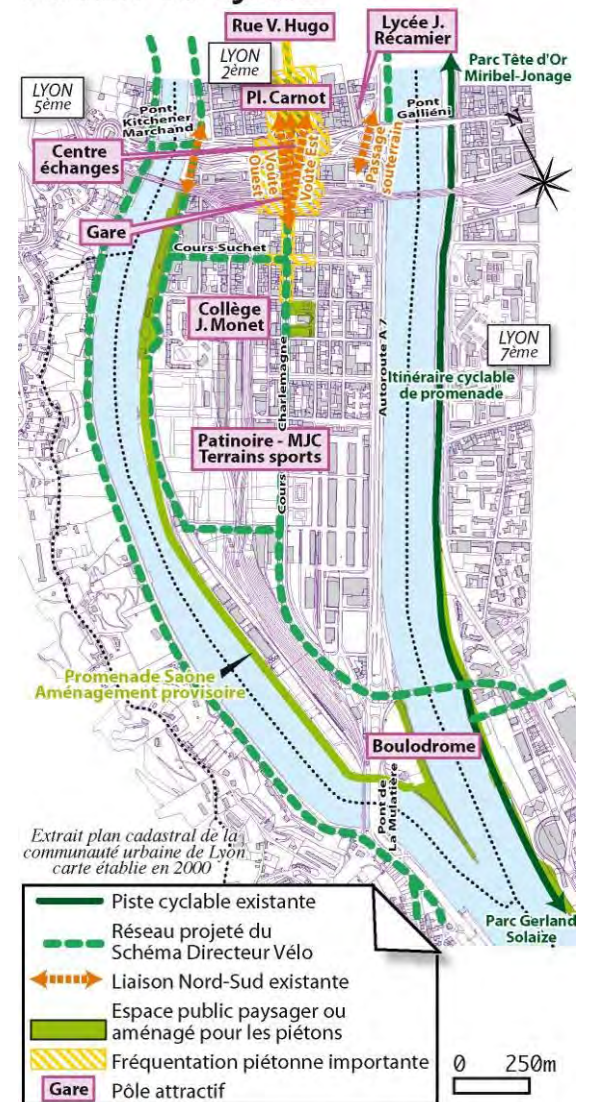 Rue V. Hugo
Lycée J.
Récamier
LYON
2ème
Parc Tête d'Or
Miribel-Jonage
LYON
5ème
Pont
Kitchener
Marchand
Pl. Carnot
Pont
Galliéni
Centre
échanges
Voûte
Ouest
Voûte Est
Passage
souterrain
N
Gare
Cours Suchet
Collège
J. Monet
LYON
7ème
Cours Charlemagne
Autoroute A 7
Itinéraire cyclable
de promenade
Patinoire - MJC
Terrains sports
Promenade Saône
Aménagement provisoire
Boulodrome
Pont de
La Mulatière
Extrait plan cadastral de la
communauté urbaine de Lyon
carte établie en 2000
Parc Gerland
Solaize
Piste cyclable existante
Réseau projeté du
Schéma Directeur Vélo
Liaison Nord-Sud existante
Espace public paysager ou
aménagé pour les piétons
Fréquentation piétonne importante
Gare Pôle attractif
0 250m